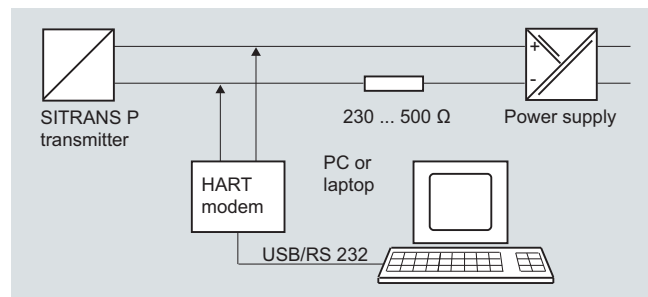 +
-
SITRANS P
transmitter
230 ... 500 Ω
Power supply
HART
modem
PC or
laptop
USB/RS 232